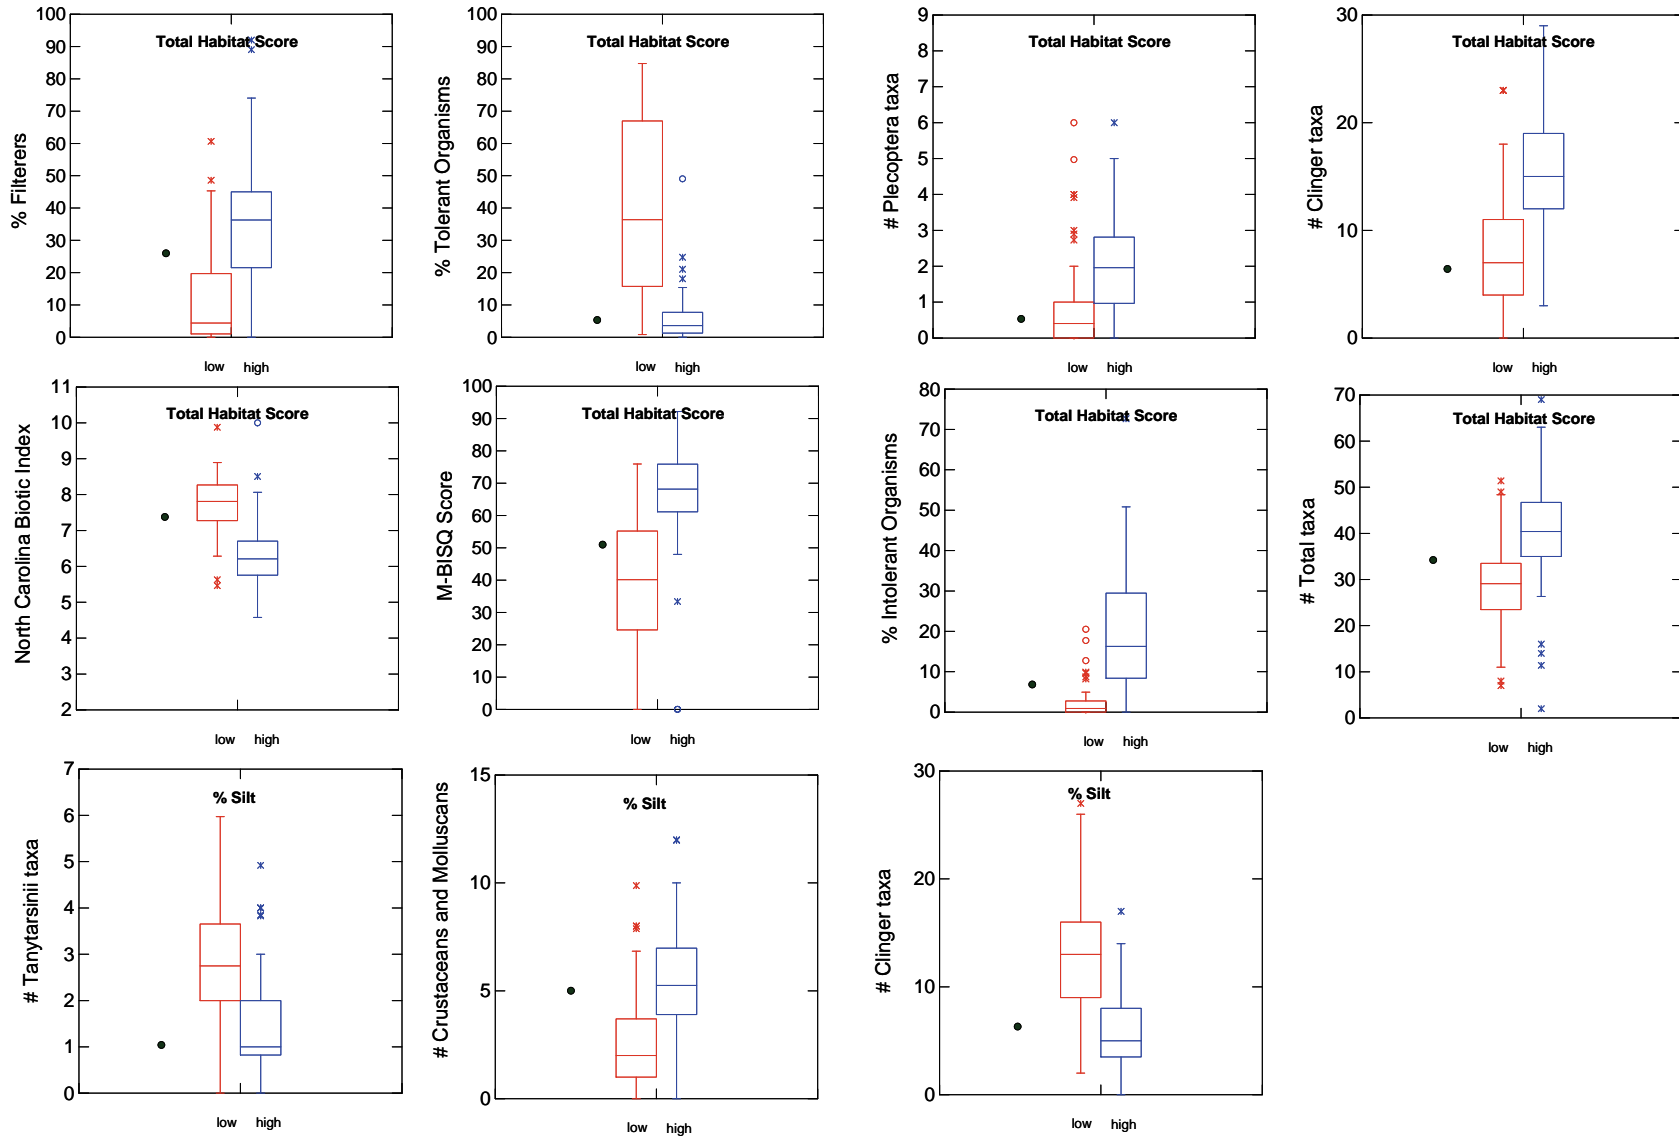 Total Habitat Score
% Filterers
100
90
80
70
60
50
40
30
20
10
0
low high
Total Habitat Score
% Tolerant Organisms
100
90
80
70
60
50
40
30
20
10
0
low high
Total Habitat Score
# Plecoptera taxa
9
8
7
6
5
4
3
2
1
0
low high
Total Habitat Score
# Clinger taxa
30
20
10
0
low high
Total Habitat Score
North Carolina Biotic Index
11
10
9
8
7
6
5
4
3
2
low high
Total Habitat Score
M-BISQ Score
100
90
80
70
60
50
40
30
20
10
0
low high
Total Habitat Score
% Intolerant Organisms
80
70
60
50
40
30
20
10
0
low high
Total Habitat Score
# Total taxa
70
60
50
40
30
20
10
0
low high
% Silt
# Tanytarsinii taxa
7
6
5
4
3
2
1
0
low high
% Silt
# Crustaceans and Molluscans
15
10
5
0
low high
% Silt
# Clinger taxa
30
20
10
0
low high